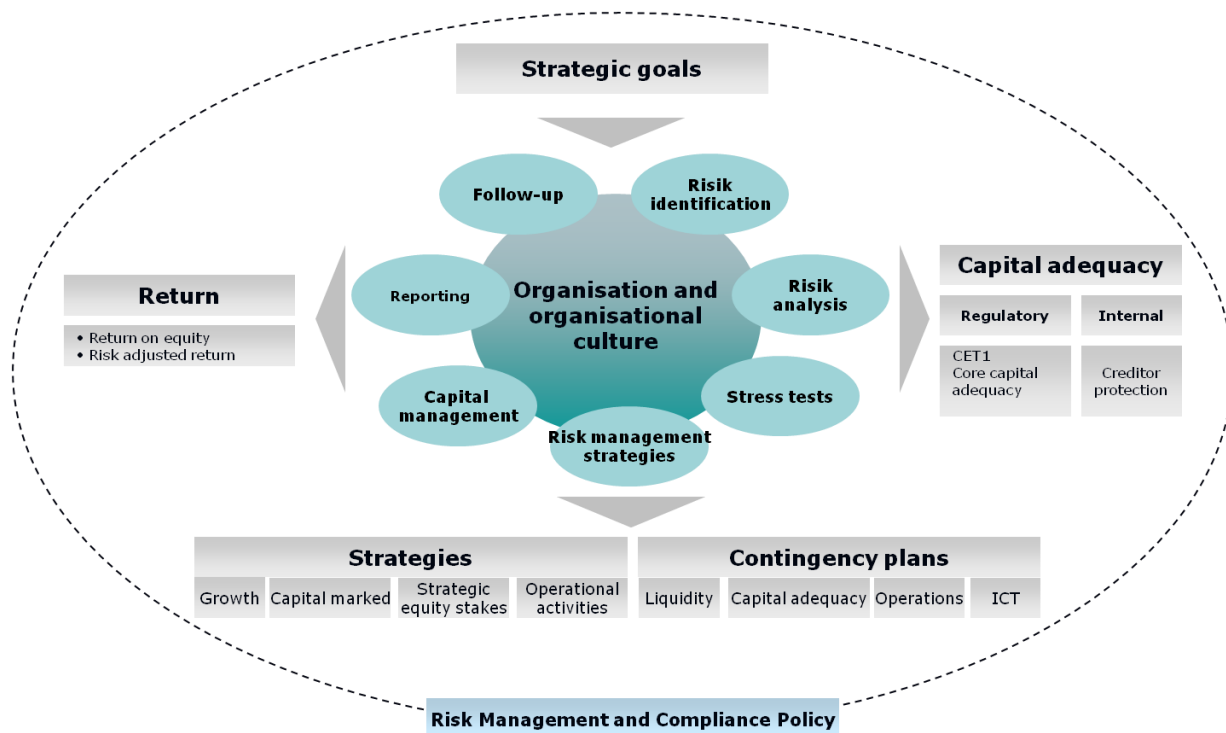 Strategic goals
Follow-up
Risik
identification
Reporting
Organisation and
organisational
culture
Risik
analysis
Capital
management
Stress tests
Risk management
strategies
Return
• Return on equity
• Risk adjusted return
Capital adequacy
Regulatory
Internal
CET1
Core capital
adequacy
Creditor
protection
Strategies
Growth
Capital marked
Strategic
equity stakes
Operational
activities
Contingency plans
Liquidity
Capital adequacy
Operations
ICT
Risk Management and Compliance Policy